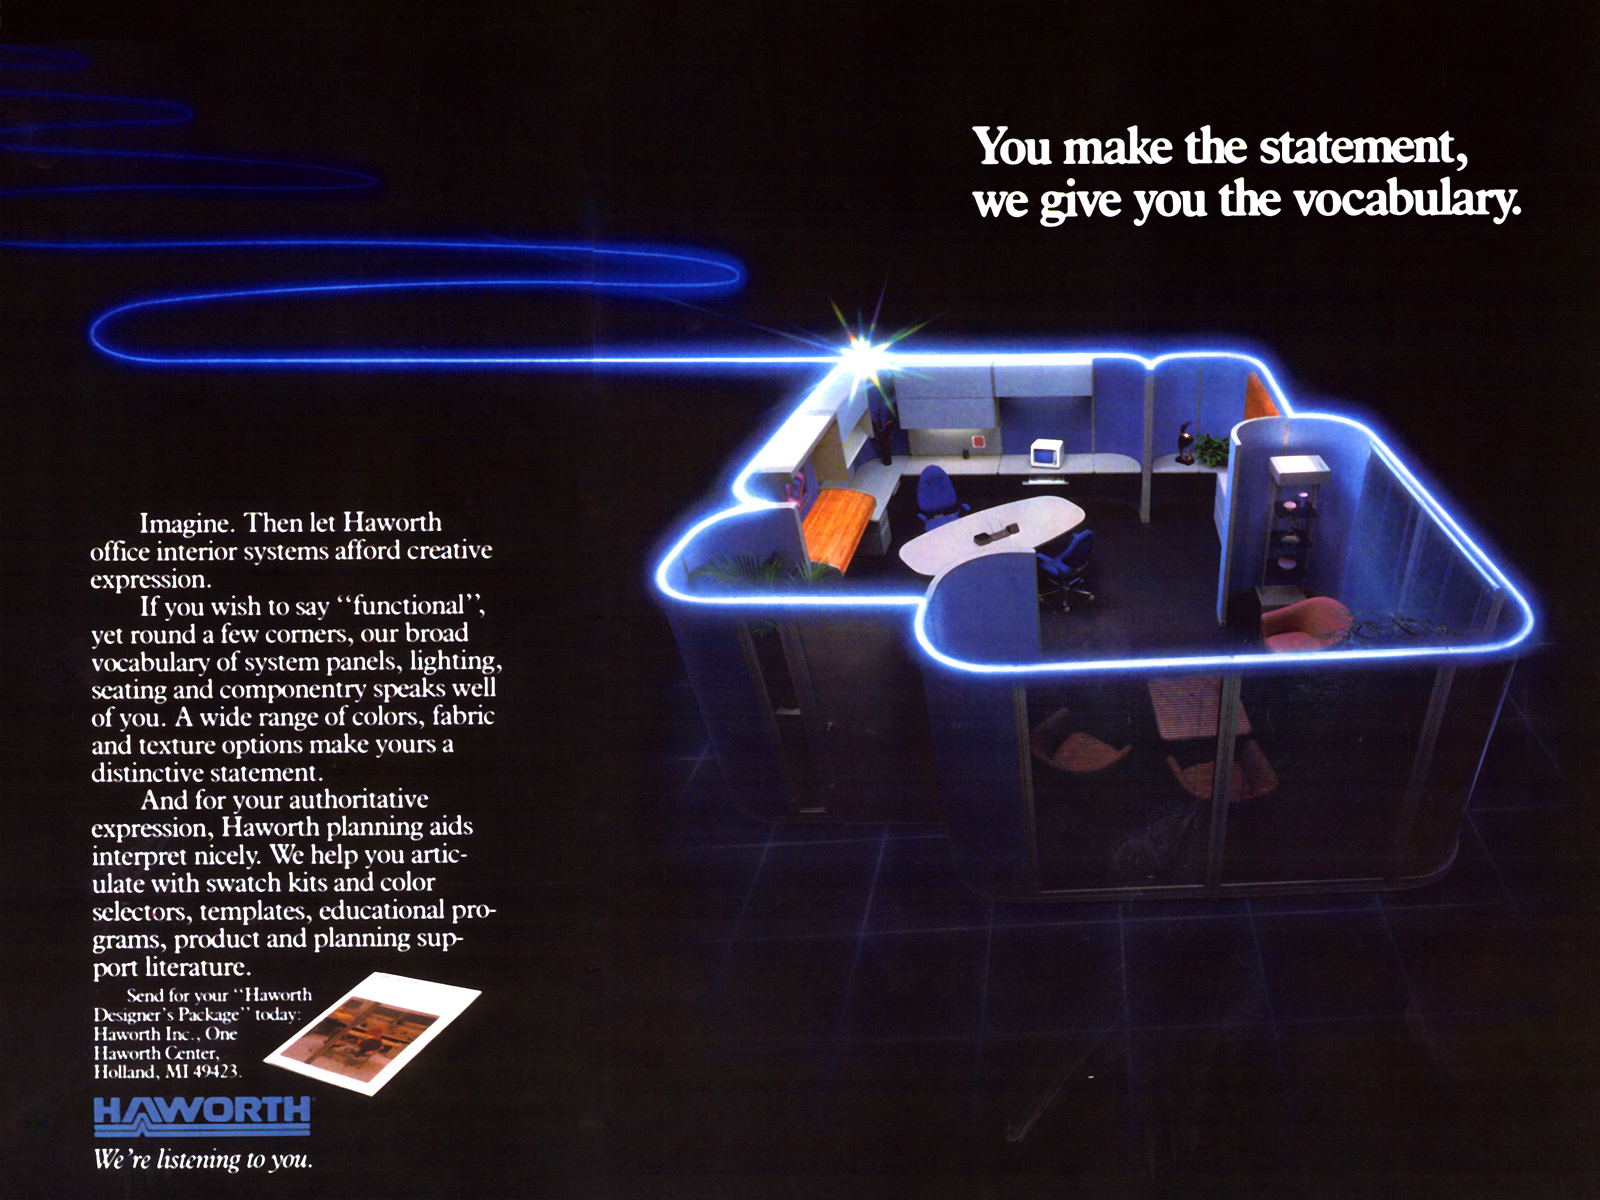 You make the statement,
we give you the vocabulary.
Imagine. Then let Haworth
office interior systems afford creative
expression.
If you wish to say “functional”,
yet round a few corners, our broad
vocabulary of system panels, lighting,
seating and componentry speaks well
of you. A wide range of colors, fabric
and texture options make yours a
distinctive statement.
And for your authoritative
expression, Haworth planning aids
interpret nicely. We help you artic-
ulate with swatch kits and color
selectors, templates, educational pro-
grams, product and planning sup-
port literature.
Send for your “Haworth
Designer’s Package” today:
Haworth Inc., One
Haworth Center,
Holland, MI 49423.
HAWORTH
We’re listening to you.